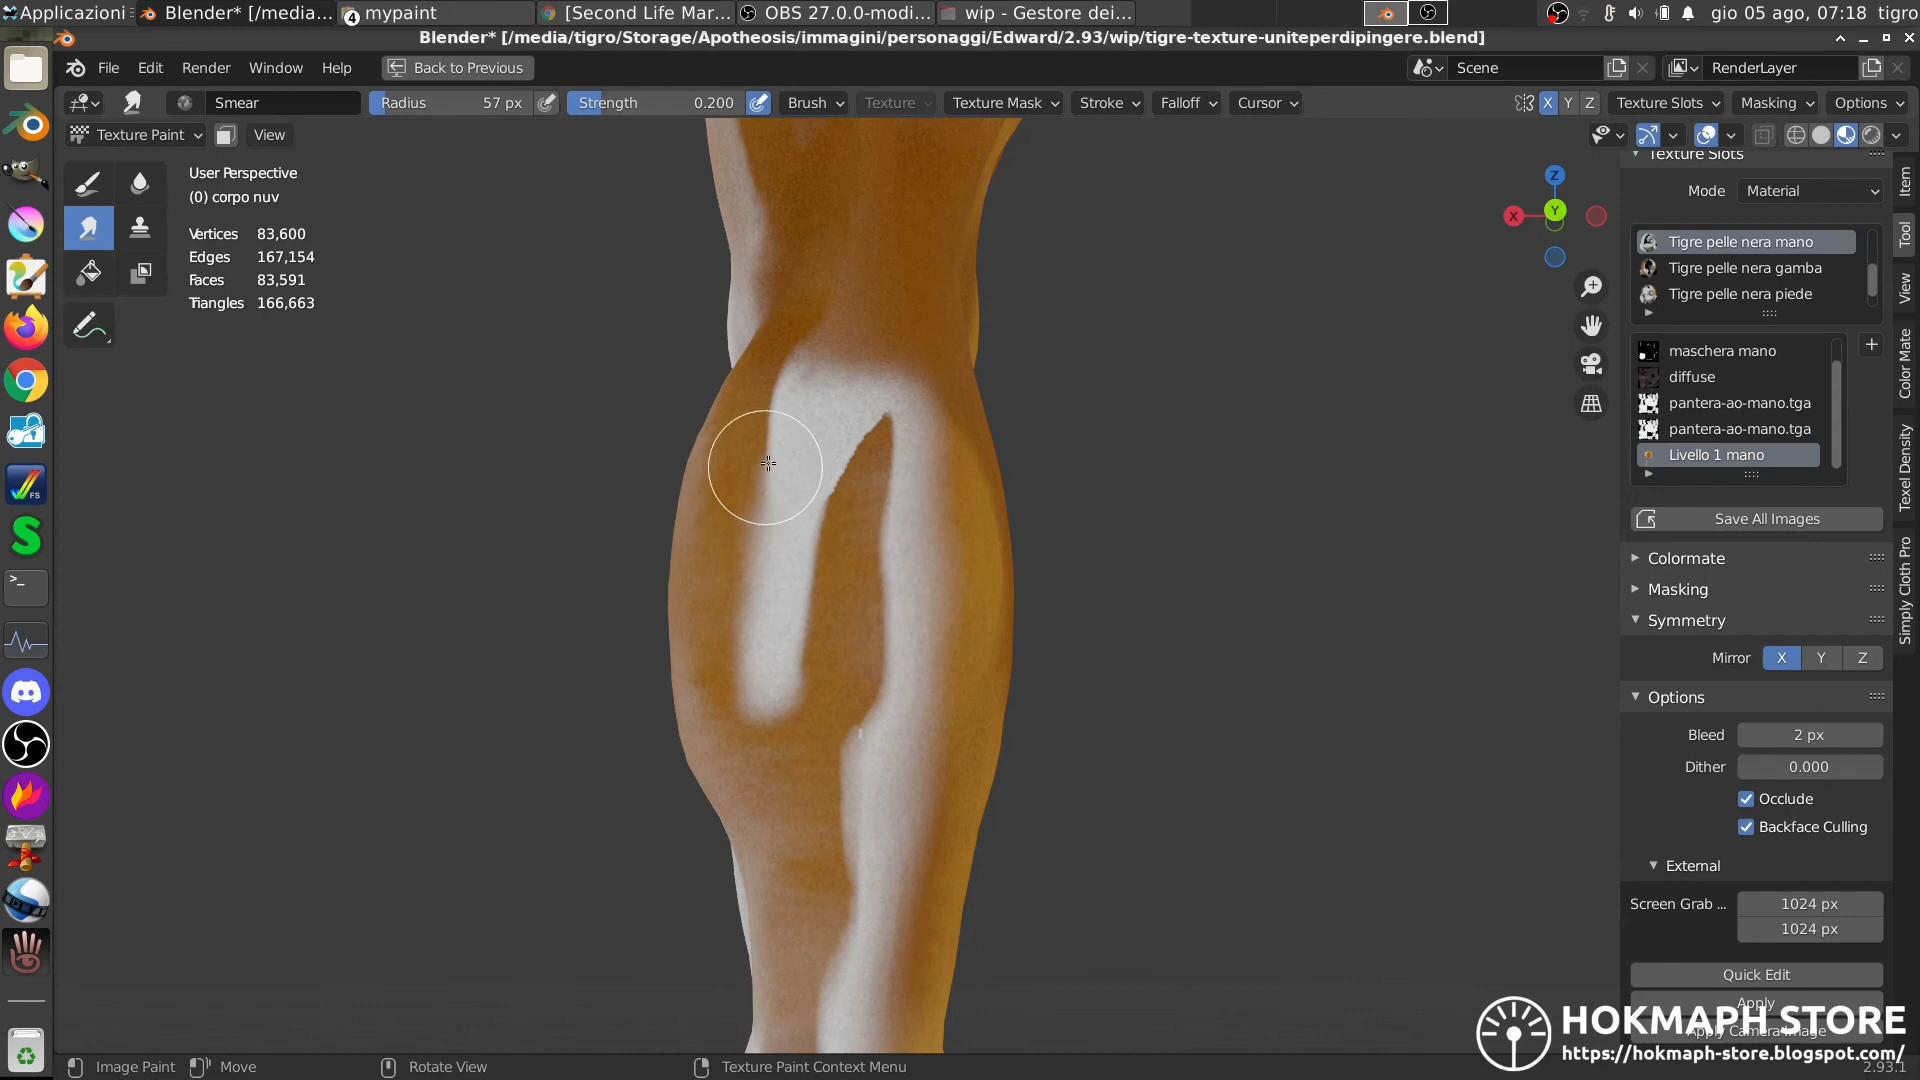 Applicazioni
Blender* [/media/...
4
mypaint
[Second Life Mar...
OBS 27.0.0-modi...
wip - Gestore dei...
gio 05 ago, 07:18
tigro
Blender* [/media/tigro/Storage/Apotheosis/immagini/personaggi/Edward/2.93/wip/tigre-texture-uniteperdipingere.blend]
File
Edit
Render
Window
Help
Back to Previous
Scene
RenderLayer
Smear
Radius 57 px
Strength 0.200
Brush
Texture
Texture Mask
Stroke
Falloff
Cursor
X
Y
Z
Texture Slots
Masking
Options
Texture Paint
View
User Perspective
(0) corpo nuv
Vertices 83,600
Edges 167,154
Faces 83,591
Triangles 166,663
Z
X
Y
Texture Slots
Mode Material
Tigre pelle nera mano
Tigre pelle nera gamba
Tigre pelle nera piede
maschera mano
diffuse
pantera-ao-mano.tga
pantera-ao-mano.tga
Livello 1 mano
Save All Images
Colormate
Masking
Symmetry
Mirror X Y Z
Options
Bleed 2 px
Dither 0.000
Occlude
Backface Culling
External
Screen Grab ... 1024 px
1024 px
Quick Edit
Apply
Apply Camera Image
Item
Tool
View
Color Mate
Texel Density
Simply Cloth Pro
FS
S
>_
HOKMAPH STORE
https://hokmaph-store.blogspot.com/
Image Paint
Move
Rotate View
Texture Paint Context Menu
2.93.1